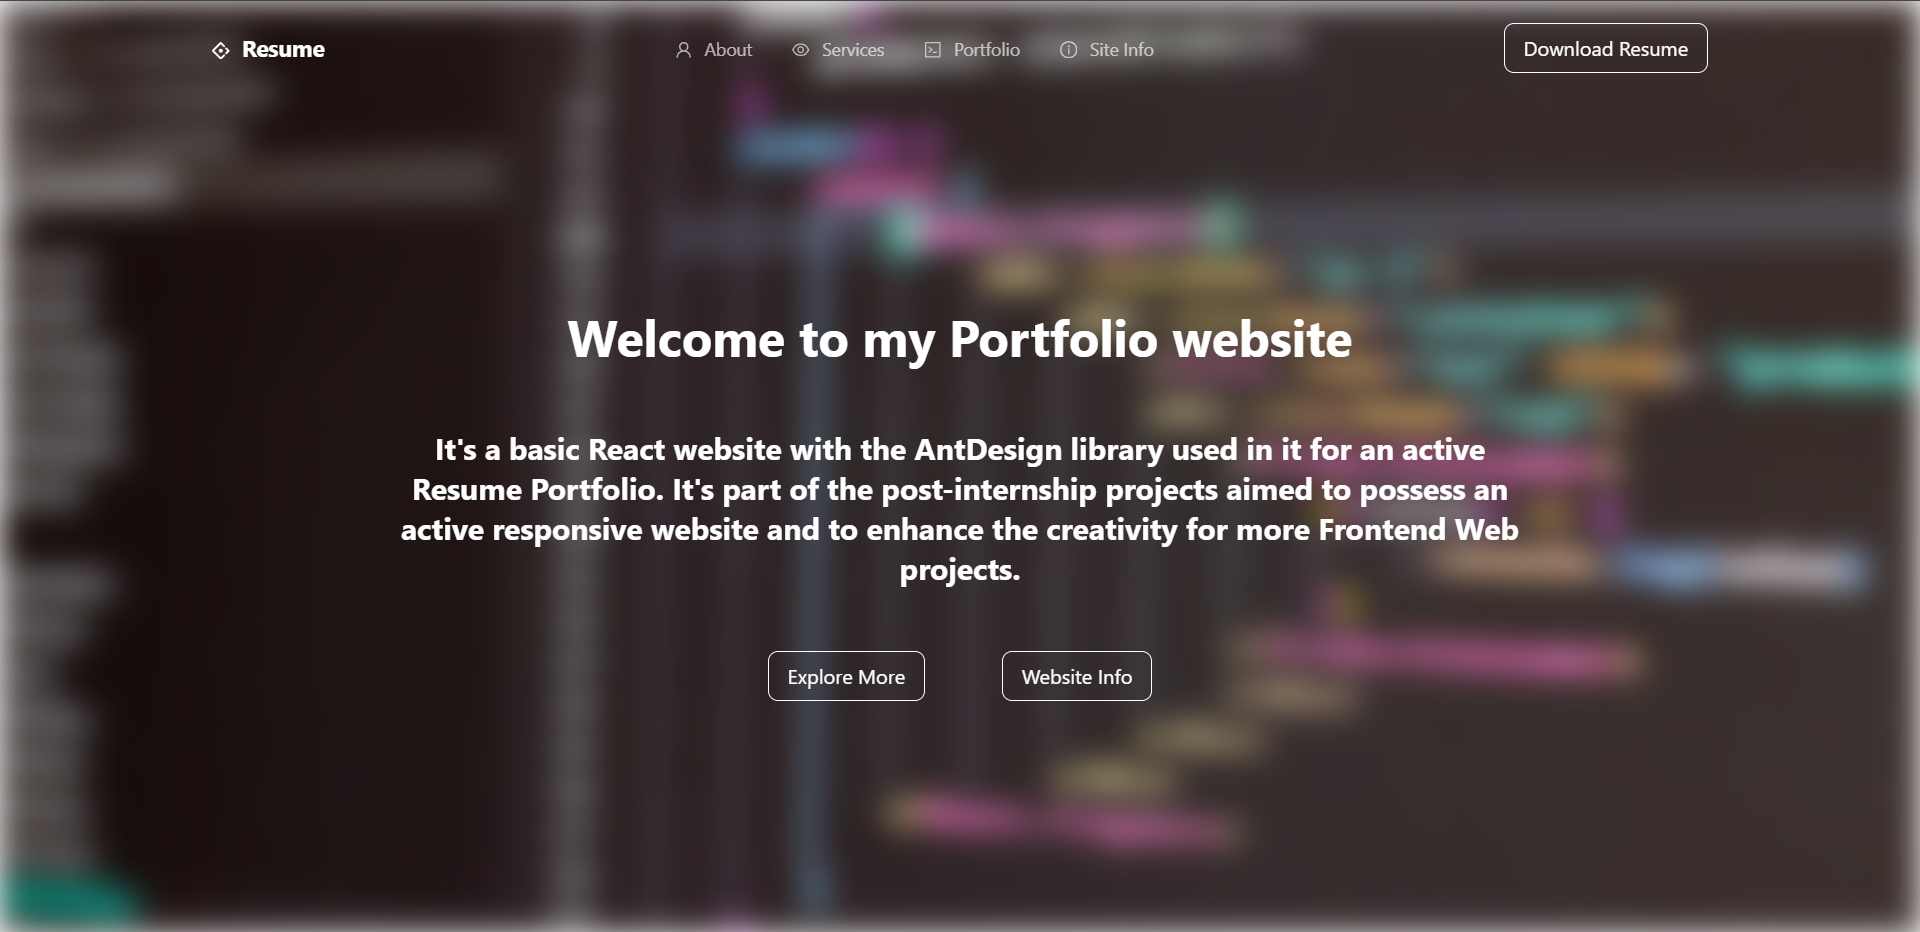 Resume
About
Services
Portfolio
Site Info
Download Resume
Welcome to my Portfolio website
It's a basic React website with the AntDesign library used in it for an active
Resume Portfolio. It's part of the post-internship projects aimed to possess an
active responsive website and to enhance the creativity for more Frontend Web
projects.
Explore More
Website Info